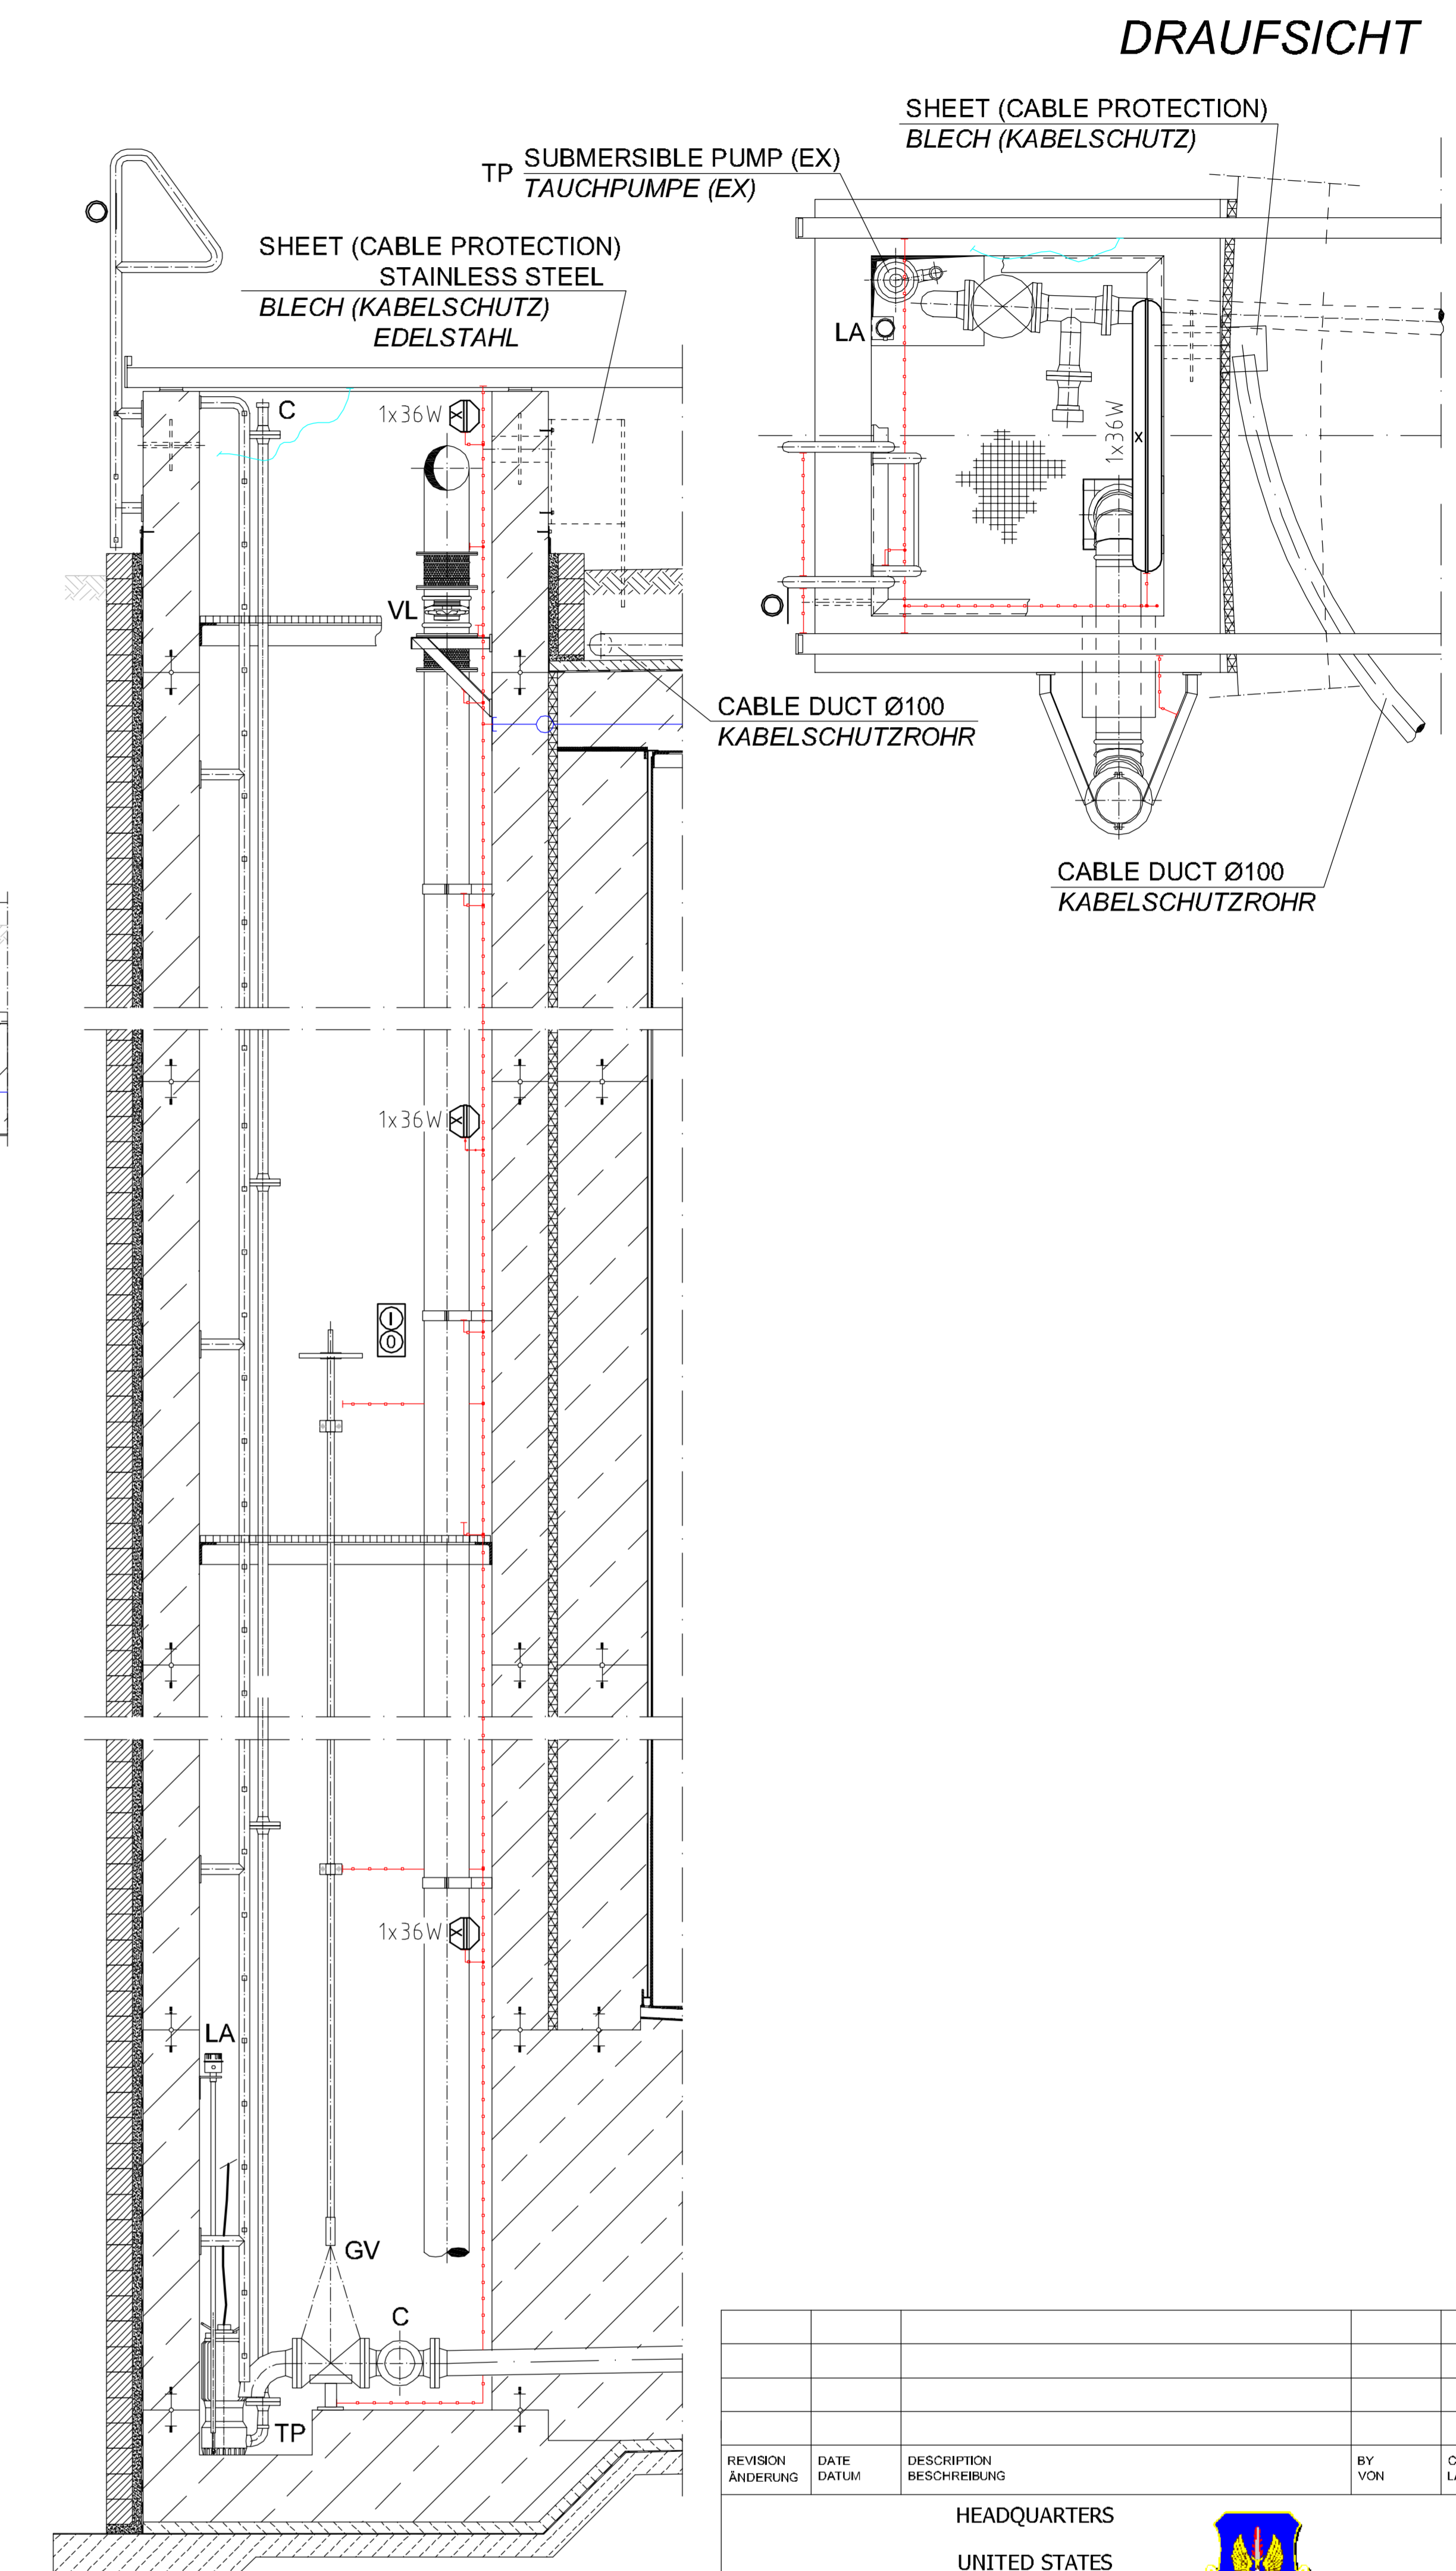 DRAUFSICHT
SHEET (CABLE PROTECTION)
BLECH (KABELSCHUTZ)
TP
SUBMERSIBLE PUMP (EX)
TAUCHPUMPE (EX)
SHEET (CABLE PROTECTION)
STAINLESS STEEL
BLECH (KABELSCHUTZ)
EDELSTAHL
LA
C
1x36W
X
1x36W
X
VL
CABLE DUCT Ø100
KABELSCHUTZROHR
CABLE DUCT Ø100
KABELSCHUTZROHR
1x36W
X
I
0
1x36W
X
LA
GV
C
TP
REVISION
ÄNDERUNG
DATE
DATUM
DESCRIPTION
BESCHREIBUNG
BY
VON
HEADQUARTERS
UNITED STATES